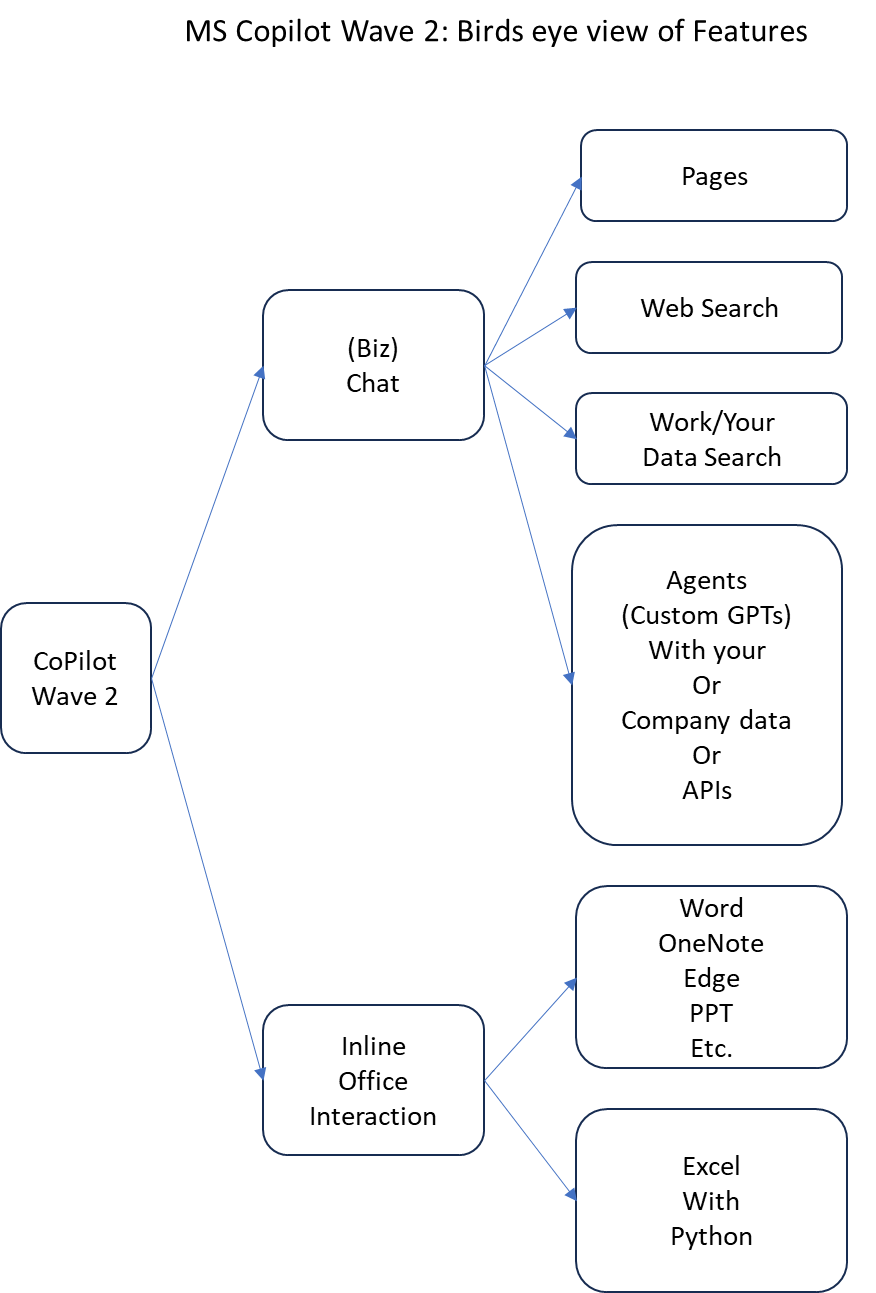 MS Copilot Wave 2: Birds eye view of Features
Pages
Web Search
(Biz)
Chat
Work/Your
Data Search
Agents
(Custom GPTs)
With your
Or
Company data
Or
APIs
CoPilot
Wave 2
Word
OneNote
Edge
PPT
Etc.
Inline
Office
Interaction
Excel
With
Python